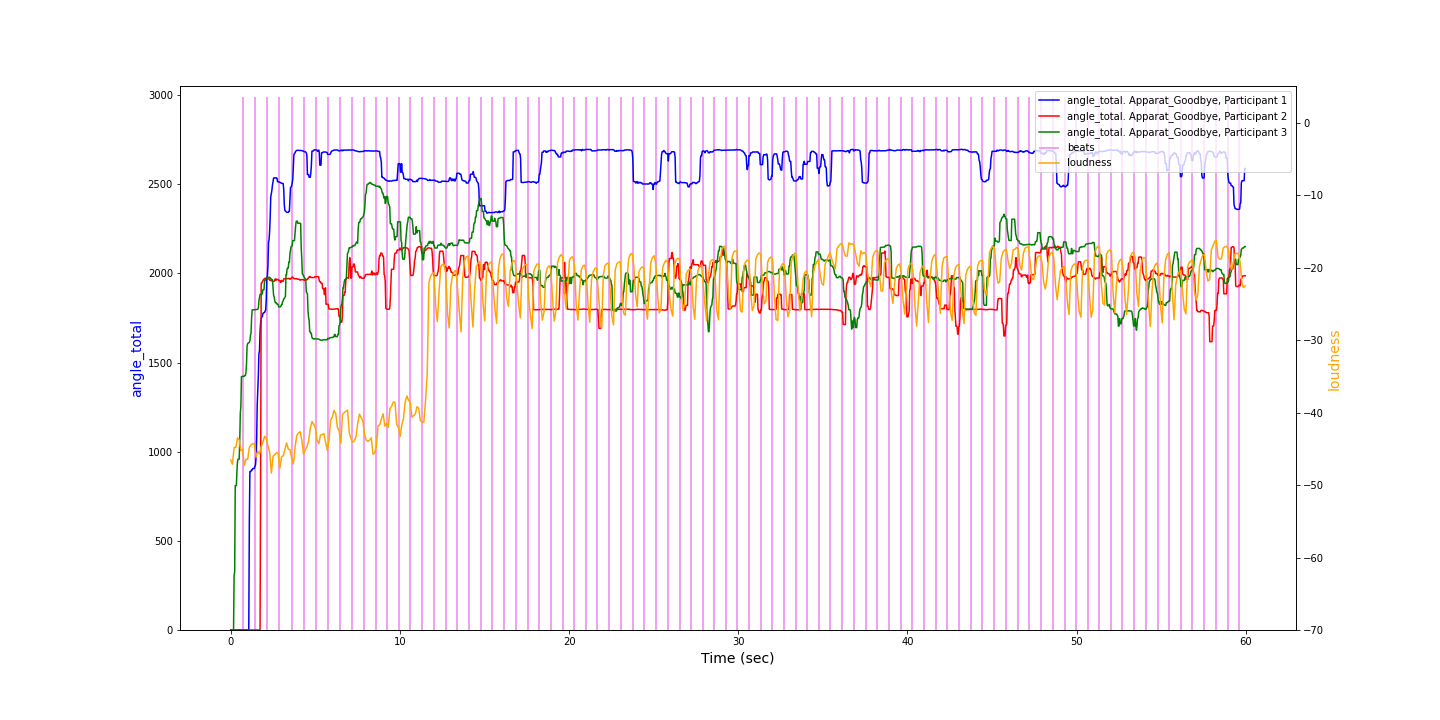 angle_total. Apparat_Goodbye, Participant 1
angle_total. Apparat_Goodbye, Participant 2
angle_total. Apparat_Goodbye, Participant 3
beats
loudness
3000
2500
2000
1500
1000
500
0
angle_total
0
−10
−20
−30
−40
−50
−60
−70
loudness
0 10 20 30 40 50 60
Time (sec)